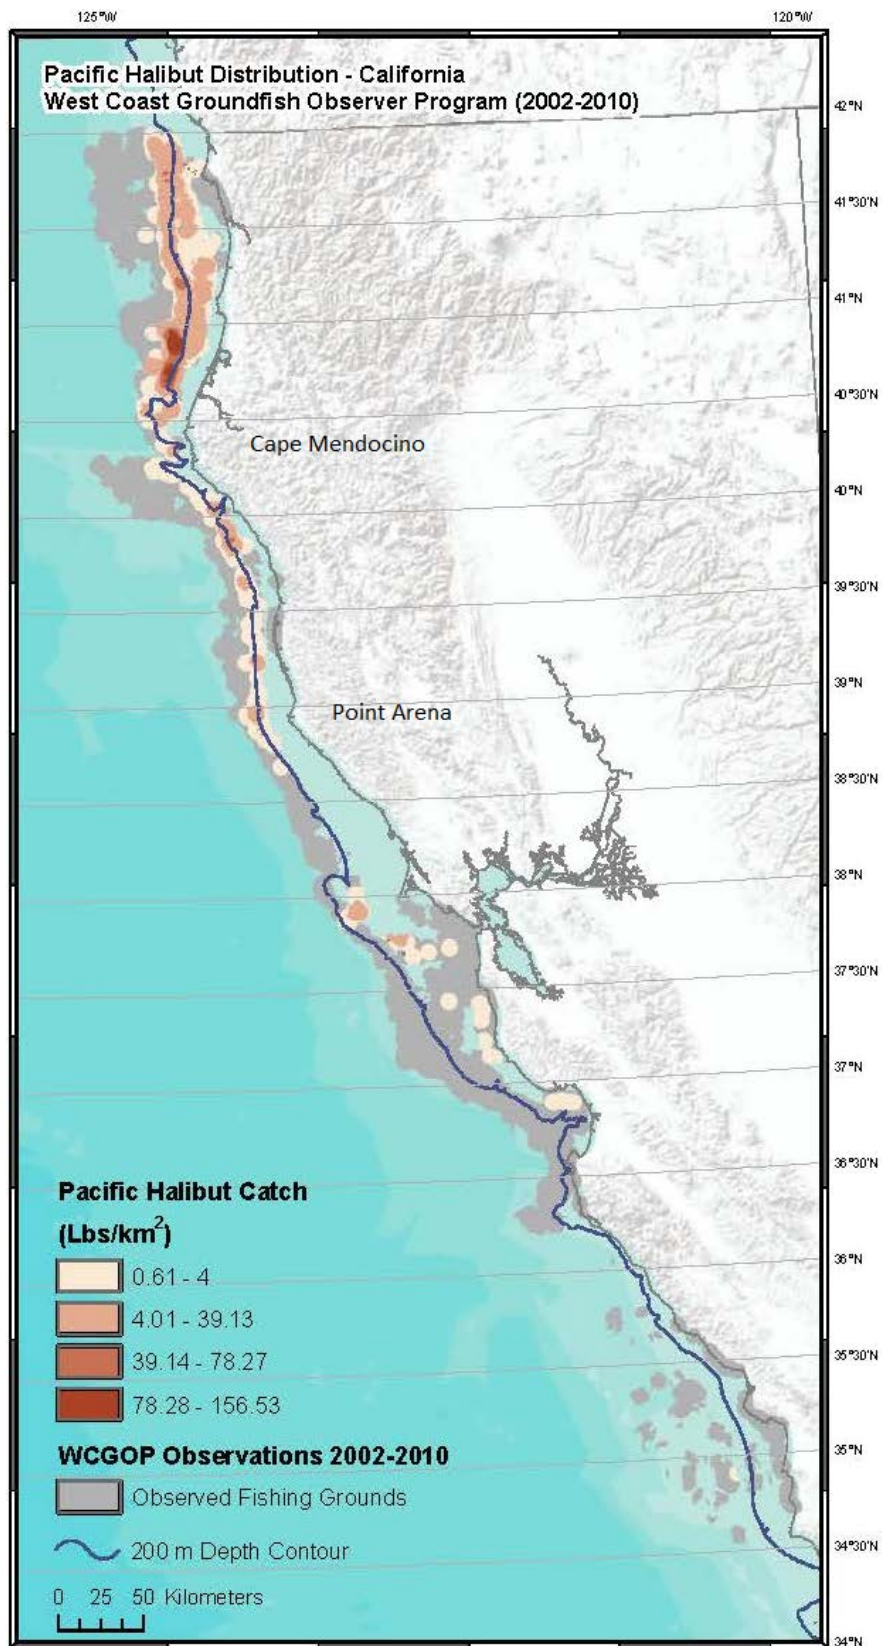 125°W
120°W
Pacific Halibut Distribution - California
West Coast Groundfish Observer Program (2002-2010)
42°N
41°30'N
41°N
40°30'N
Cape Mendocino
40°N
39°30'N
39°N
Point Arena
38°30'N
38°N
37°30'N
37°N
36°30'N
Pacific Halibut Catch
(Lbs/km²)
36°N
0.61 - 4
4.01 - 39.13
35°30'N
39.14 - 78.27
78.28 - 156.53
WCGOP Observations 2002-2010
35°N
Observed Fishing Grounds
200 m Depth Contour
34°30'N
0 25 50 Kilometers
34°N